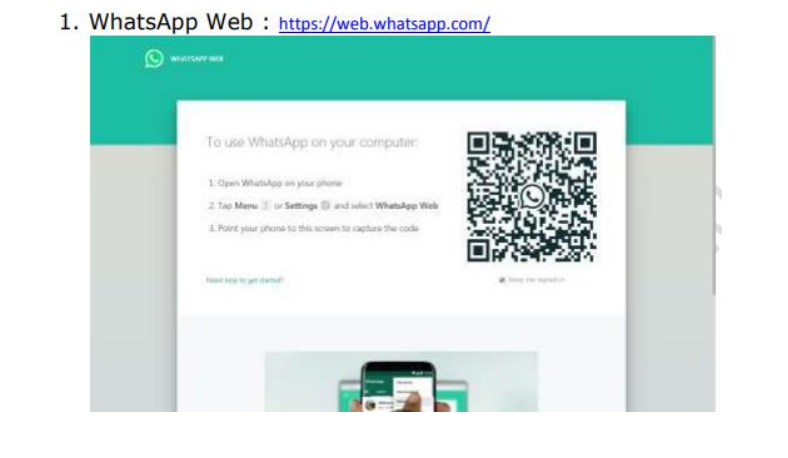 1. WhatsApp Web : https://web.whatsapp.com/
WHATSAPP WEB
To use WhatsApp on your computer:
1. Open WhatsApp on your phone
2. Tap Menu or Settings and select WhatsApp Web
3. Point your phone to this screen to capture the code
Need help to get started?
Keep me signed in